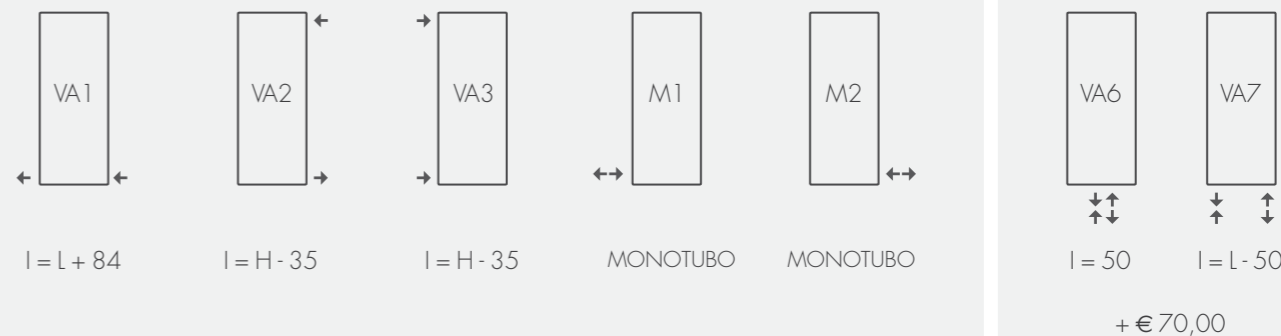 VA1 VA2 VA3 M1 M2 VA6 VA7
I = L + 84 I = H - 35 I = H - 35 MONOTUBO MONOTUBO I = 50 I = L - 50
+ € 70,00